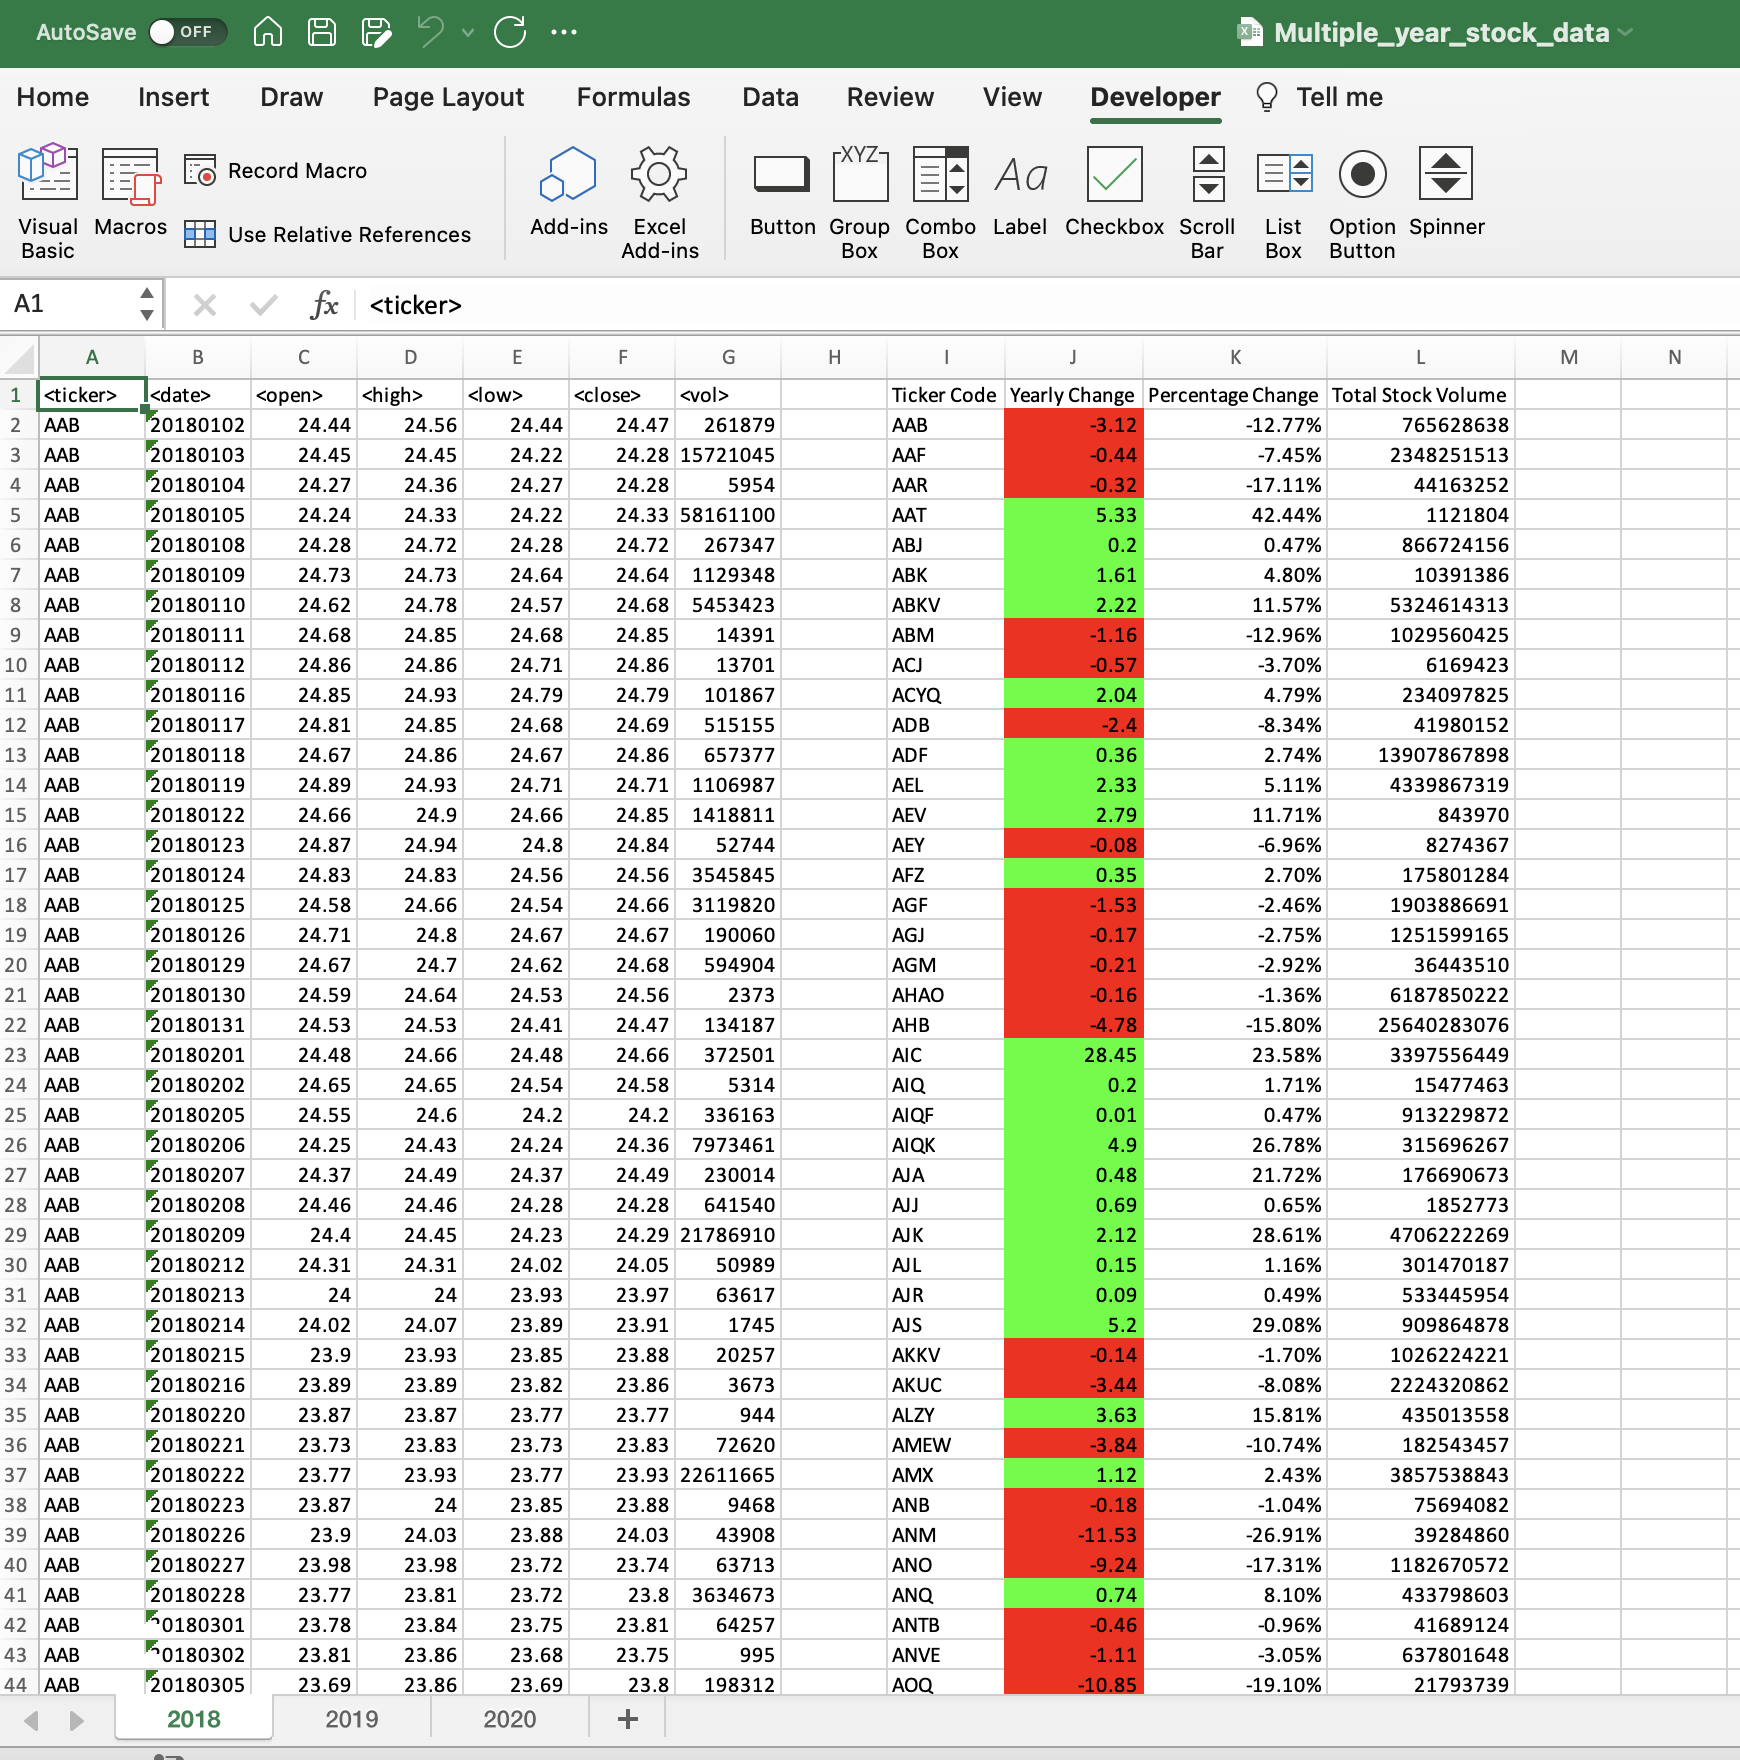 AutoSave OFF Multiple_year_stock_data
Home Insert Draw Page Layout Formulas Data Review View Developer Tell me
Visual Basic Macros Record Macro Use Relative References Add-ins Excel Add-ins Button Group Box XYZ Combo Box Aa Label Checkbox Scroll Bar List Box Option Button Spinner
A1 fx <ticker>
A B C D E F G H I J K L M N
1 <ticker> <date> <open> <high> <low> <close> <vol> Ticker Code Yearly Change Percentage Change Total Stock Volume
2 AAB 20180102 24.44 24.56 24.44 24.47 261879 AAB -3.12 -12.77% 765628638
3 AAB 20180103 24.45 24.45 24.22 24.28 15721045 AAF -0.44 -7.45% 2348251513
4 AAB 20180104 24.27 24.36 24.27 24.28 5954 AAR -0.32 -17.11% 44163252
5 AAB 20180105 24.24 24.33 24.22 24.33 58161100 AAT 5.33 42.44% 1121804
6 AAB 20180108 24.28 24.72 24.28 24.72 267347 ABJ 0.2 0.47% 866724156
7 AAB 20180109 24.73 24.73 24.64 24.64 1129348 ABK 1.61 4.80% 10391386
8 AAB 20180110 24.62 24.78 24.57 24.68 5453423 ABKV 2.22 11.57% 5324614313
9 AAB 20180111 24.68 24.85 24.68 24.85 14391 ABM -1.16 -12.96% 1029560425
10 AAB 20180112 24.86 24.86 24.71 24.86 13701 ACJ -0.57 -3.70% 6169423
11 AAB 20180116 24.85 24.93 24.79 24.79 101867 ACYQ 2.04 4.79% 234097825
12 AAB 20180117 24.81 24.85 24.68 24.69 515155 ADB -2.4 -8.34% 41980152
13 AAB 20180118 24.67 24.86 24.67 24.86 657377 ADF 0.36 2.74% 13907867898
14 AAB 20180119 24.89 24.93 24.71 24.71 1106987 AEL 2.33 5.11% 4339867319
15 AAB 20180122 24.66 24.9 24.66 24.85 1418811 AEV 2.79 11.71% 843970
16 AAB 20180123 24.87 24.94 24.8 24.84 52744 AEY -0.08 -6.96% 8274367
17 AAB 20180124 24.83 24.83 24.56 24.56 3545845 AFZ 0.35 2.70% 175801284
18 AAB 20180125 24.58 24.66 24.54 24.66 3119820 AGF -1.53 -2.46% 1903886691
19 AAB 20180126 24.71 24.8 24.67 24.67 190060 AGJ -0.17 -2.75% 1251599165
20 AAB 20180129 24.67 24.7 24.62 24.68 594904 AGM -0.21 -2.92% 36443510
21 AAB 20180130 24.59 24.64 24.53 24.56 2373 AHAO -0.16 -1.36% 6187850222
22 AAB 20180131 24.53 24.53 24.41 24.47 134187 AHB -4.78 -15.80% 25640283076
23 AAB 20180201 24.48 24.66 24.48 24.66 372501 AIC 28.45 23.58% 3397556449
24 AAB 20180202 24.65 24.65 24.54 24.58 5314 AIQ 0.2 1.71% 15477463
25 AAB 20180205 24.55 24.6 24.2 24.2 336163 AIQF 0.01 0.47% 913229872
26 AAB 20180206 24.25 24.43 24.24 24.36 7973461 AIQK 4.9 26.78% 315696267
27 AAB 20180207 24.37 24.49 24.37 24.49 230014 AJA 0.48 21.72% 176690673
28 AAB 20180208 24.46 24.46 24.28 24.28 641540 AJJ 0.69 0.65% 1852773
29 AAB 20180209 24.4 24.45 24.23 24.29 21786910 AJK 2.12 28.61% 4706222269
30 AAB 20180212 24.31 24.31 24.02 24.05 50989 AJL 0.15 1.16% 301470187
31 AAB 20180213 24 24 23.93 23.97 63617 AJR 0.09 0.49% 533445954
32 AAB 20180214 24.02 24.07 23.89 23.91 1745 AJS 5.2 29.08% 909864878
33 AAB 20180215 23.9 23.93 23.85 23.88 20257 AKKV -0.14 -1.70% 1026224221
34 AAB 20180216 23.89 23.89 23.82 23.86 3673 AKUC -3.44 -8.08% 2224320862
35 AAB 20180220 23.87 23.87 23.77 23.77 944 ALZY 3.63 15.81% 435013558
36 AAB 20180221 23.73 23.83 23.73 23.83 72620 AMEW -3.84 -10.74% 182543457
37 AAB 20180222 23.77 23.93 23.77 23.93 22611665 AMX 1.12 2.43% 3857538843
38 AAB 20180223 23.87 24 23.85 23.88 9468 ANB -0.18 -1.04% 75694082
39 AAB 20180226 23.9 24.03 23.88 24.03 43908 ANM -11.53 -26.91% 39284860
40 AAB 20180227 23.98 23.98 23.72 23.74 63713 ANO -9.24 -17.31% 1182670572
41 AAB 20180228 23.77 23.81 23.72 23.8 3634673 ANQ 0.74 8.10% 433798603
42 AAB 20180301 23.78 23.84 23.75 23.81 64257 ANTB -0.46 -0.96% 41689124
43 AAB 20180302 23.81 23.86 23.68 23.75 995 ANVE -1.11 -3.05% 637801648
44 AAB 20180305 23.69 23.86 23.69 23.8 198312 AOQ -10.85 -19.10% 21793739
2018 2019 2020 +